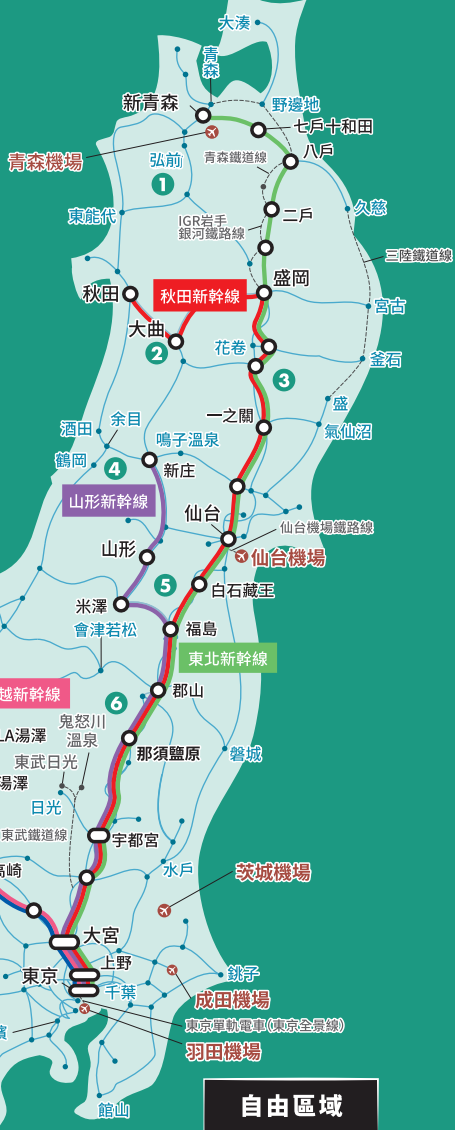 大湊
青森
新青森
野邊地
七戶十和田
青森機場
弘前
青森鐵道線
八戶
1
東能代
二戶
久慈
IGR岩手
銀河鐵路線
三陸鐵道線
盛岡
秋田
秋田新幹線
宮古
大曲
2
花卷
釜石
3
盛
一之關
余目
酒田
氣仙沼
鳴子溫泉
鶴岡
4
新庄
山形新幹線
仙台
仙台機場鐵路線
山形
仙台機場
5
白石藏王
米澤
會津若松
福島
東北新幹線
越新幹線
郡山
6
鬼怒川
溫泉
LA湯澤
東武日光
那須鹽原
磐城
湯澤
日光
東武鐵道線
宇都宮
高崎
水戶
茨城機場
大宮
上野
東京
千葉
銚子
成田機場
東京單軌電車(東京全景線)
濱
羽田機場
館山
自由區域